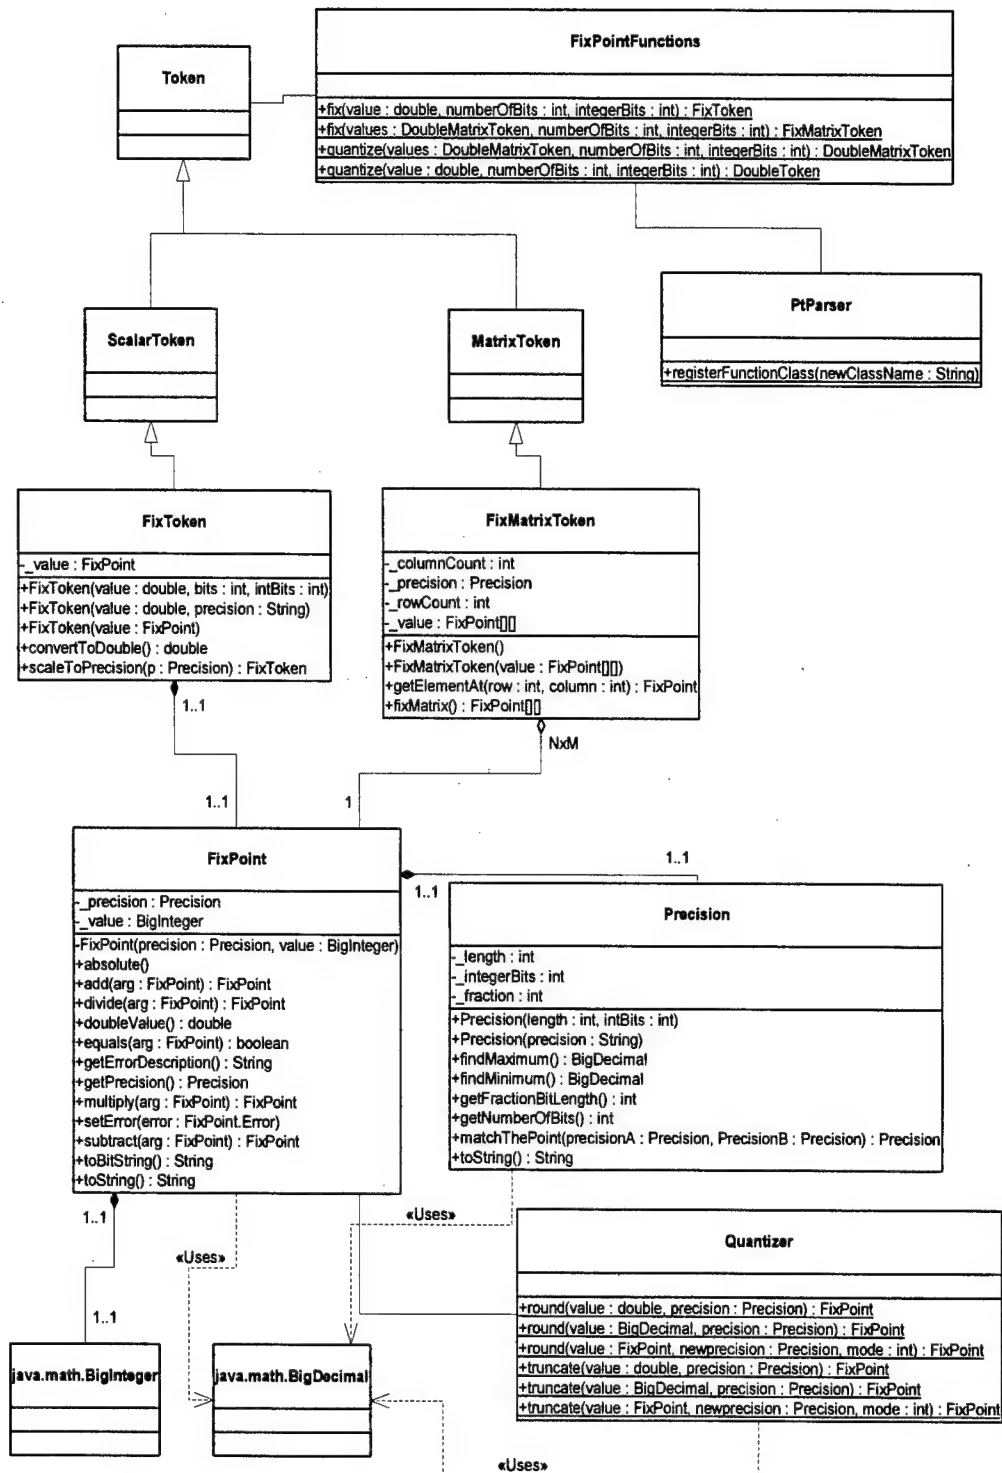 FixPointFunctions
Token
+fix(value : double, numberOfBits : int, integerBits : int) : FixToken
+fix(values : DoubleMatrixToken, numberOfBits : int, integerBits : int) : FixMatrixToken
+quantize(values : DoubleMatrixToken, numberOfBits : int, integerBits : int) : DoubleMatrixToken
+quantize(value : double, numberOfBits : int, integerBits : int) : DoubleToken
PtParser
+registerFunctionClass(newClassName : String)
ScalarToken
MatrixToken
FixToken
-_value : FixPoint
+FixToken(value : double, bits : int, intBits : int)
+FixToken(value : double, precision : String)
+FixToken(value : FixPoint)
+convertToDouble() : double
+scaleToPrecision(p : Precision) : FixToken
FixMatrixToken
-_columnCount : int
-_precision : Precision
-_rowCount : int
-_value : FixPoint[][]
+FixMatrixToken()
+FixMatrixToken(value : FixPoint[][])
+getElementAt(row : int, column : int) : FixPoint
+fixMatrix() : FixPoint[][]
1..1
NxM
1..1
1
FixPoint
-_precision : Precision
-_value : BigInteger
-FixPoint(precision : Precision, value : BigInteger)
+absolute()
+add(arg : FixPoint) : FixPoint
+divide(arg : FixPoint) : FixPoint
+doubleValue() : double
+equals(arg : FixPoint) : boolean
+getErrorDescription() : String
+getPrecision() : Precision
+multiply(arg : FixPoint) : FixPoint
+setError(error : FixPoint.Error)
+subtract(arg : FixPoint) : FixPoint
+toBitString() : String
+toString() : String
1..1
1..1
Precision
-_length : int
-_integerBits : int
-_fraction : int
+Precision(length : int, intBits : int)
+Precision(precision : String)
+findMaximum() : BigDecimal
+findMinimum() : BigDecimal
+getFractionBitLength() : int
+getNumberOfBits() : int
+matchThePoint(precisionA : Precision, PrecisionB : Precision) : Precision
+toString() : String
1..1
«Uses»
«Uses»
1..1
Quantizer
+round(value : double, precision : Precision) : FixPoint
+round(value : BigDecimal, precision : Precision) : FixPoint
+round(value : FixPoint, newprecision : Precision, mode : int) : FixPoint
+truncate(value : double, precision : Precision) : FixPoint
+truncate(value : BigDecimal, precision : Precision) : FixPoint
+truncate(value : FixPoint, newprecision : Precision, mode : int) : FixPoint
java.math.BigInteger
java.math.BigDecimal
«Uses»